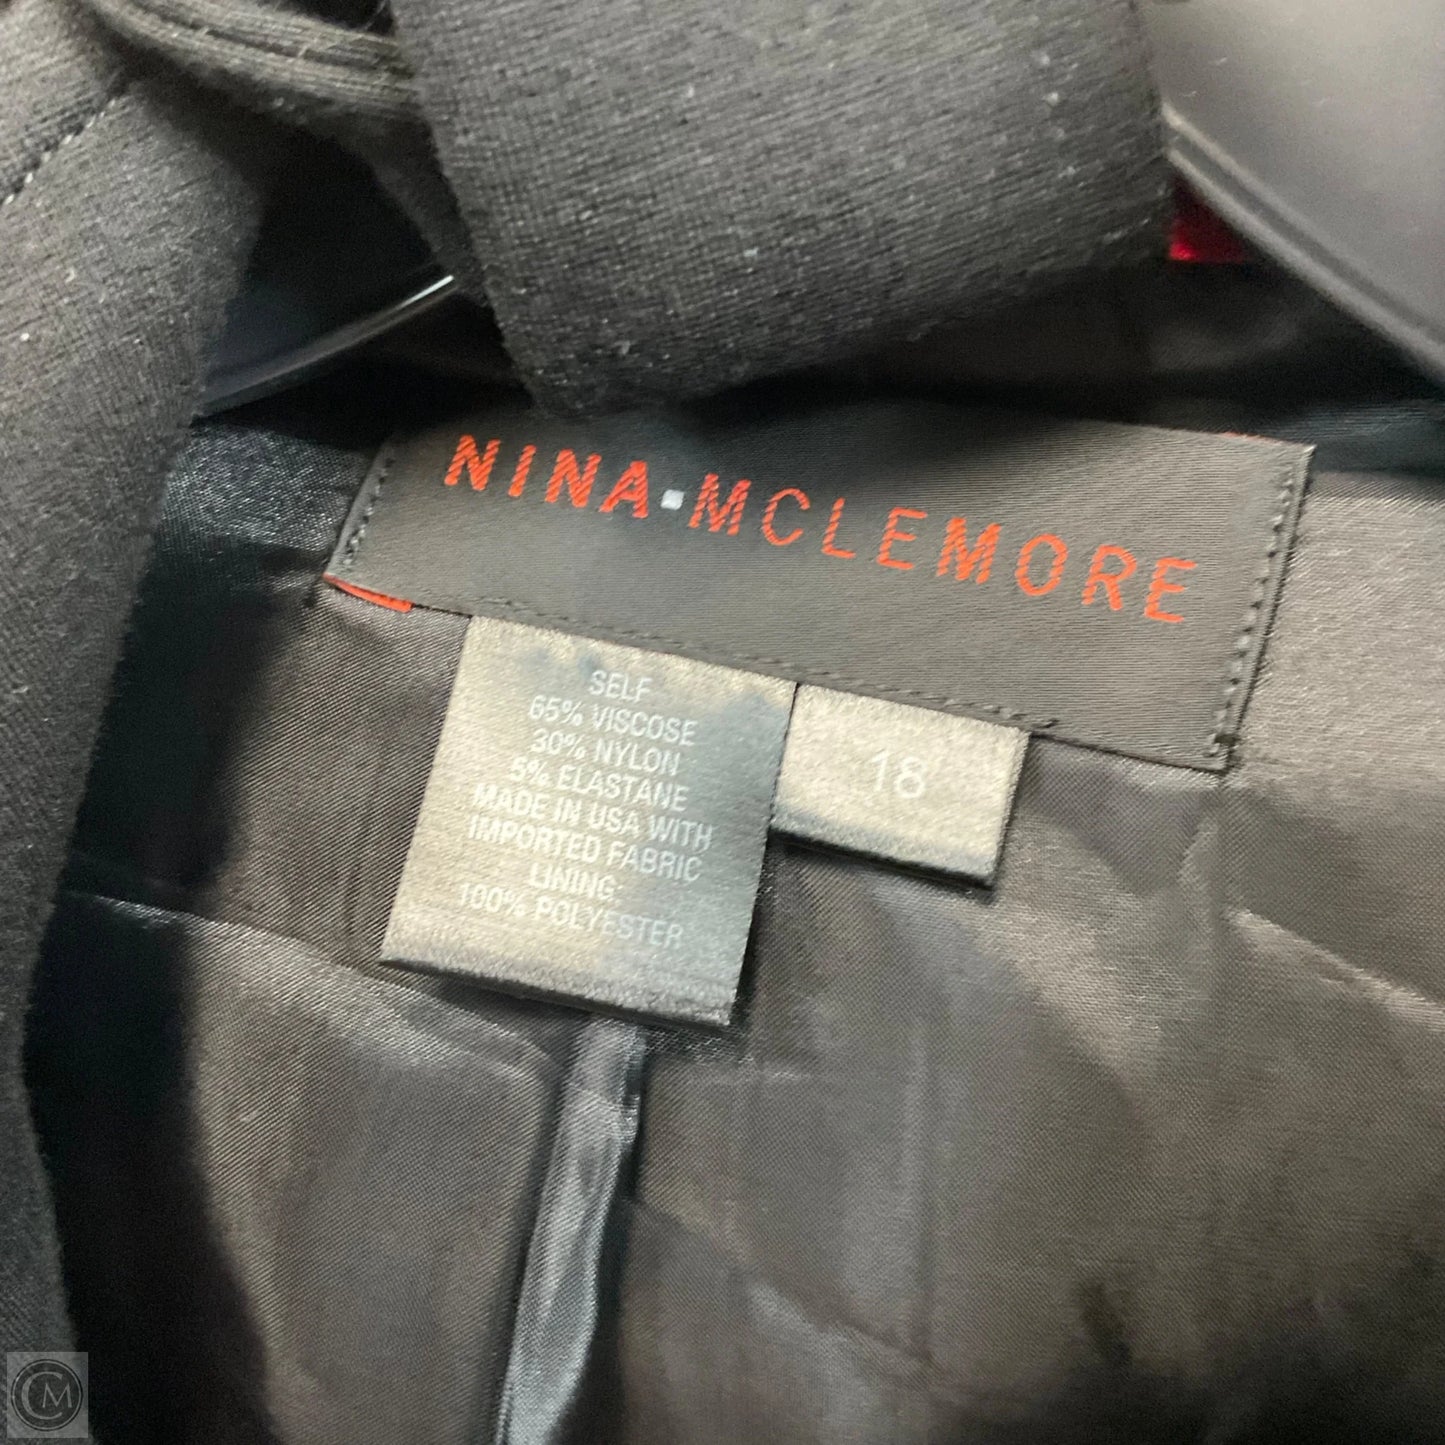 NINA·MCLEMORE
SELF
65% VISCOSE
30% NYLON
5% ELASTANE
MADE IN USA WITH
IMPORTED FABRIC
LINING:
100% POLYESTER
18
CM